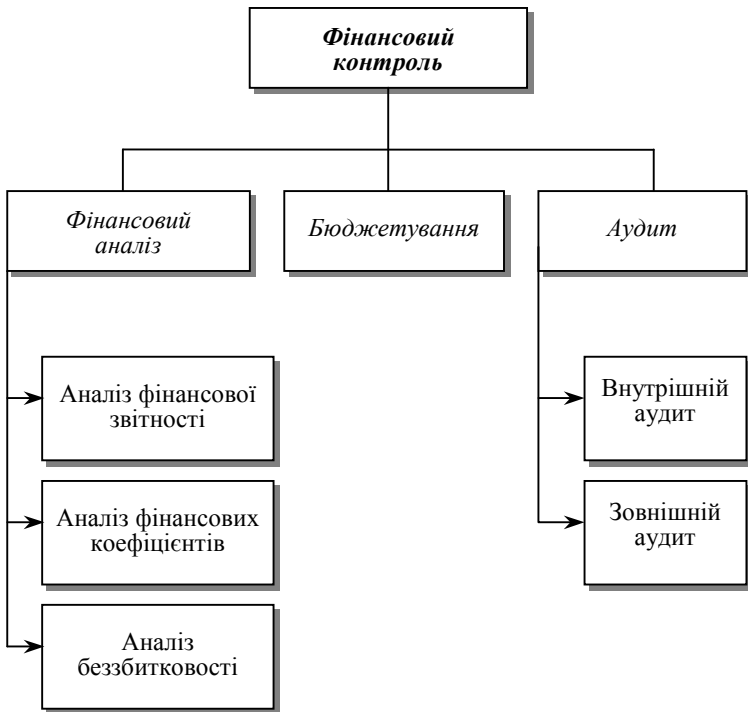 Фінансовий
контроль
Фінансовий
аналіз
Бюджетування
Аудит
Аналіз фінансової
звітності
Аналіз фінансових
коефіцієнтів
Аналіз
беззбитковості
Внутрішній
аудит
Зовнішній
аудит